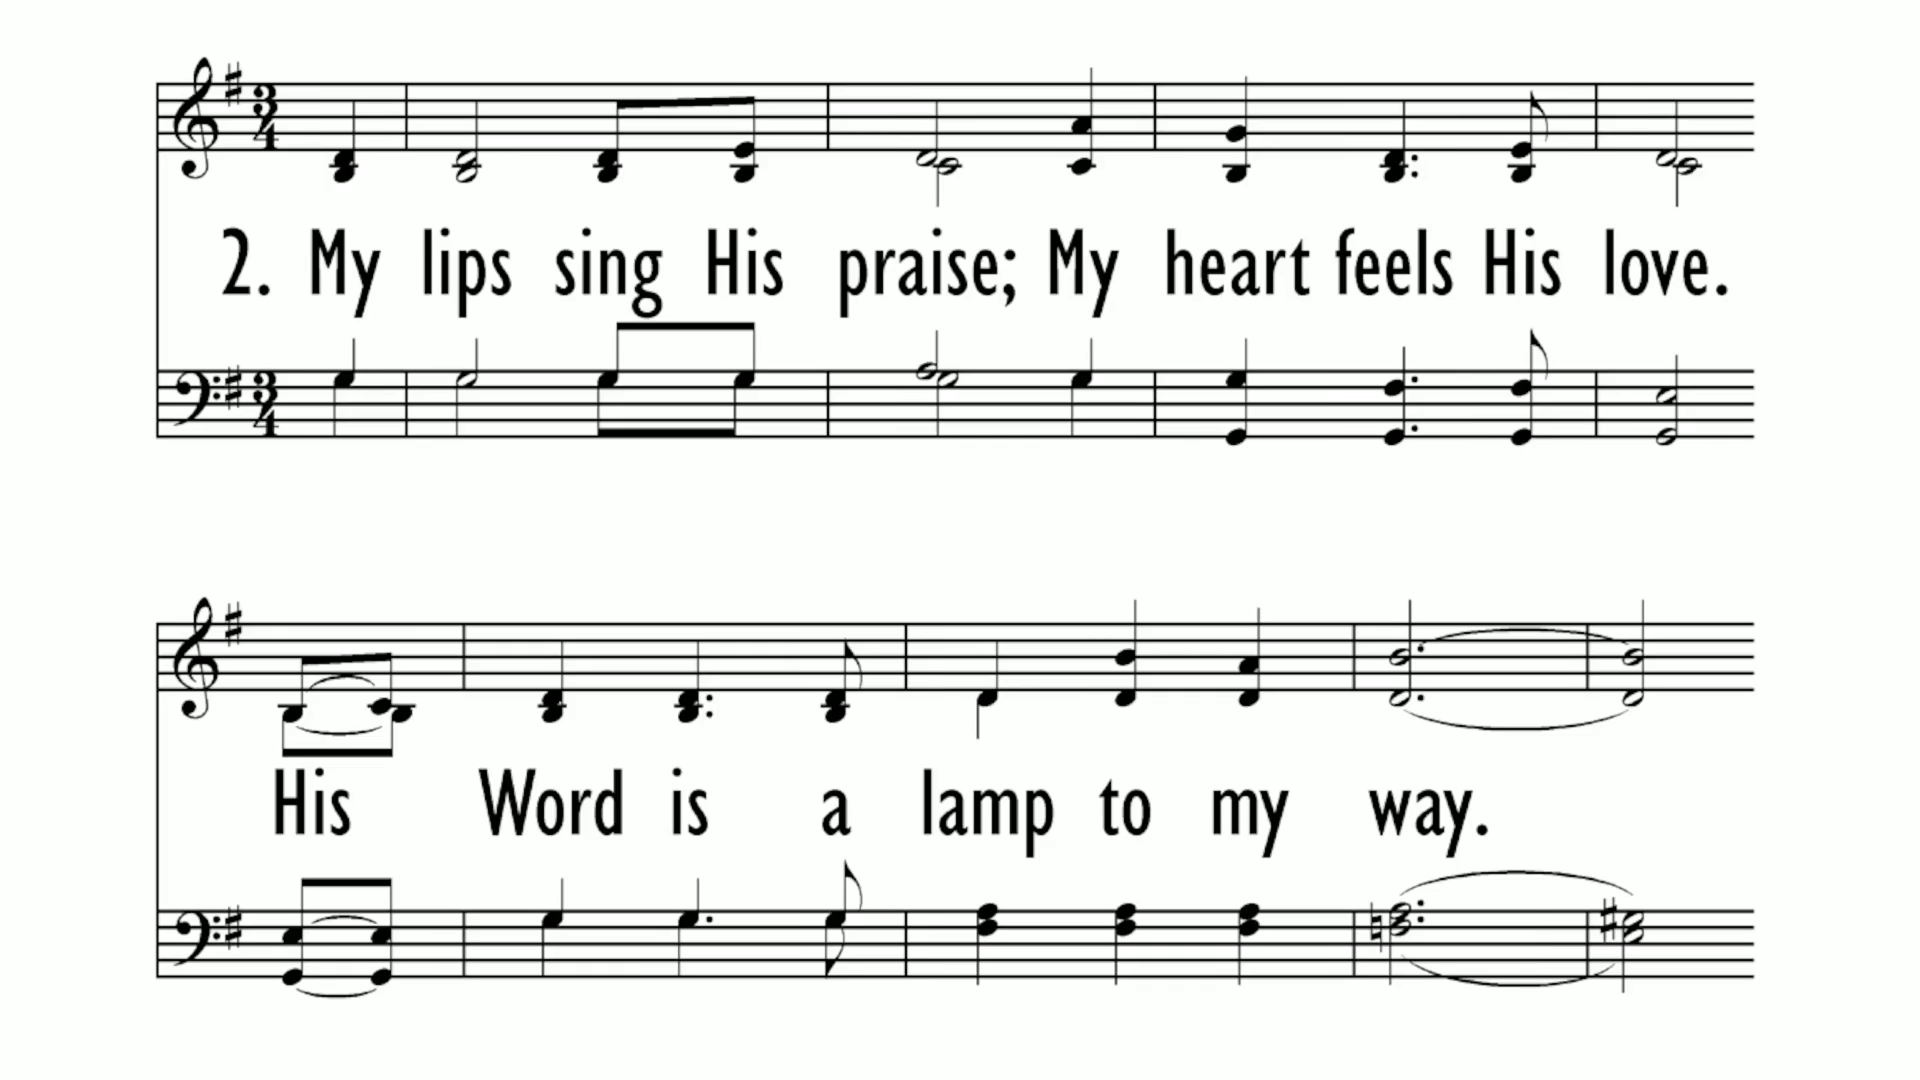 2. My lips sing His praise; My heart feels His love.
His Word is a lamp to my way.